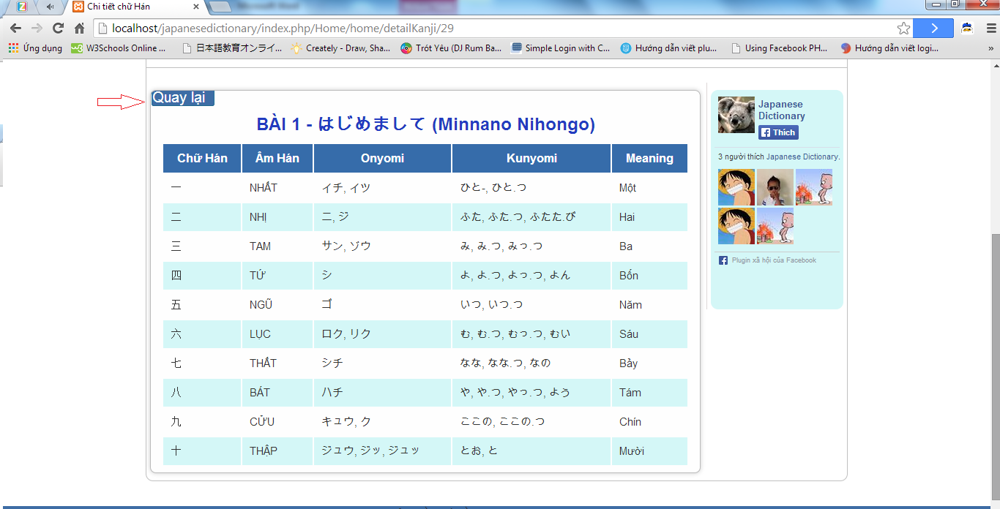 Chi tiết chữ Hán
localhost/japanesedictionary/index.php/Home/home/detailKanji/29
Ứng dụng W3Schools Online ... 日本語教育オンライ... Creately - Draw, Sha... Trót Yêu (DJ Rum Ba... Simple Login with C... Hướng dẫn viết plu... Using Facebook PH... Hướng dẫn viết logi... »
Quay lại
BÀI 1 - はじめまして (Minnano Nihongo)
Chữ Hán Âm Hán Onyomi Kunyomi Meaning
一 NHẤT イチ, イツ ひと-, ひと.つ Một
二 NHỊ ニ, ジ ふた, ふた.つ, ふたた.び Hai
三 TAM サン, ゾウ み, み.つ, みっ.つ Ba
四 TỨ シ よ, よ.つ, よっ.つ, よん Bốn
五 NGŨ ゴ いつ, いつ.つ Năm
六 LỤC ロク, リク む, む.つ, むっ.つ, むい Sáu
七 THẤT シチ なな, なな.つ, なの Bảy
八 BÁT ハチ や, や.つ, やっ.つ, よう Tám
九 CỬU キュウ, ク ここの, ここの.つ Chín
十 THẬP ジュウ, ジッ, ジュッ とお, と Mười
Japanese
Dictionary
Thích
3 người thích Japanese Dictionary.
Plugin xã hội của Facebook